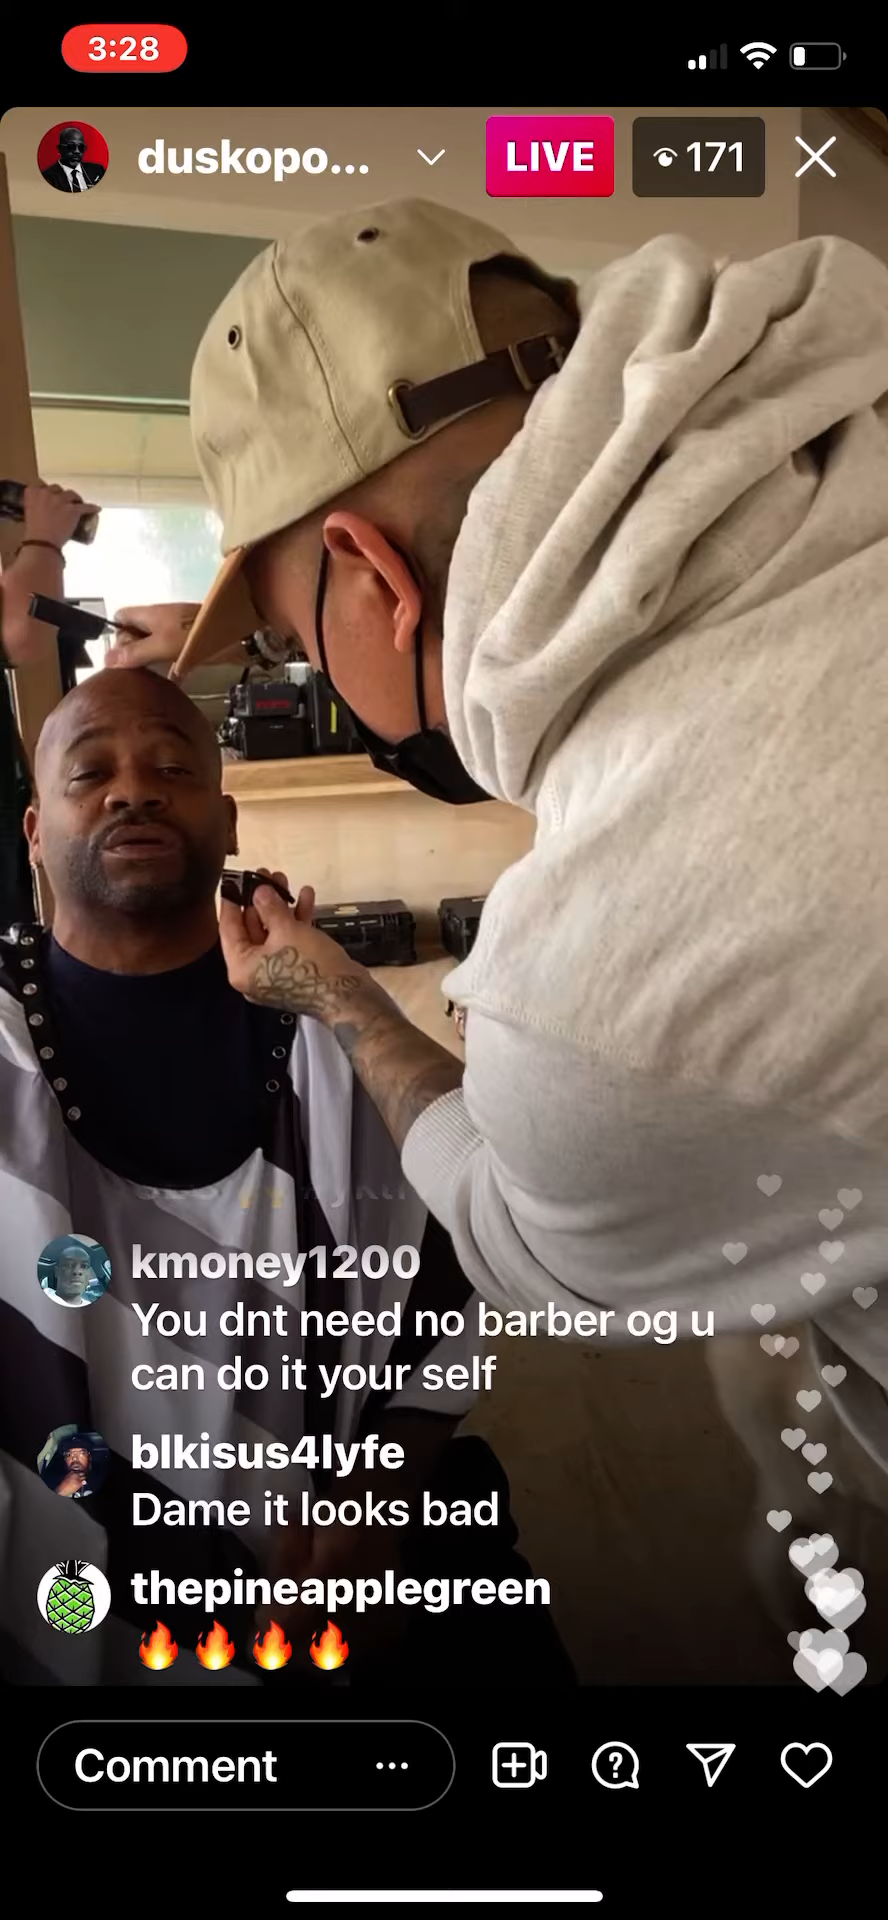 3:28
duskopo...
LIVE
171
kmoney1200
You dnt need no barber og u
can do it your self
blkisus4lyfe
Dame it looks bad
thepineapplegreen
🔥🔥🔥🔥
Comment